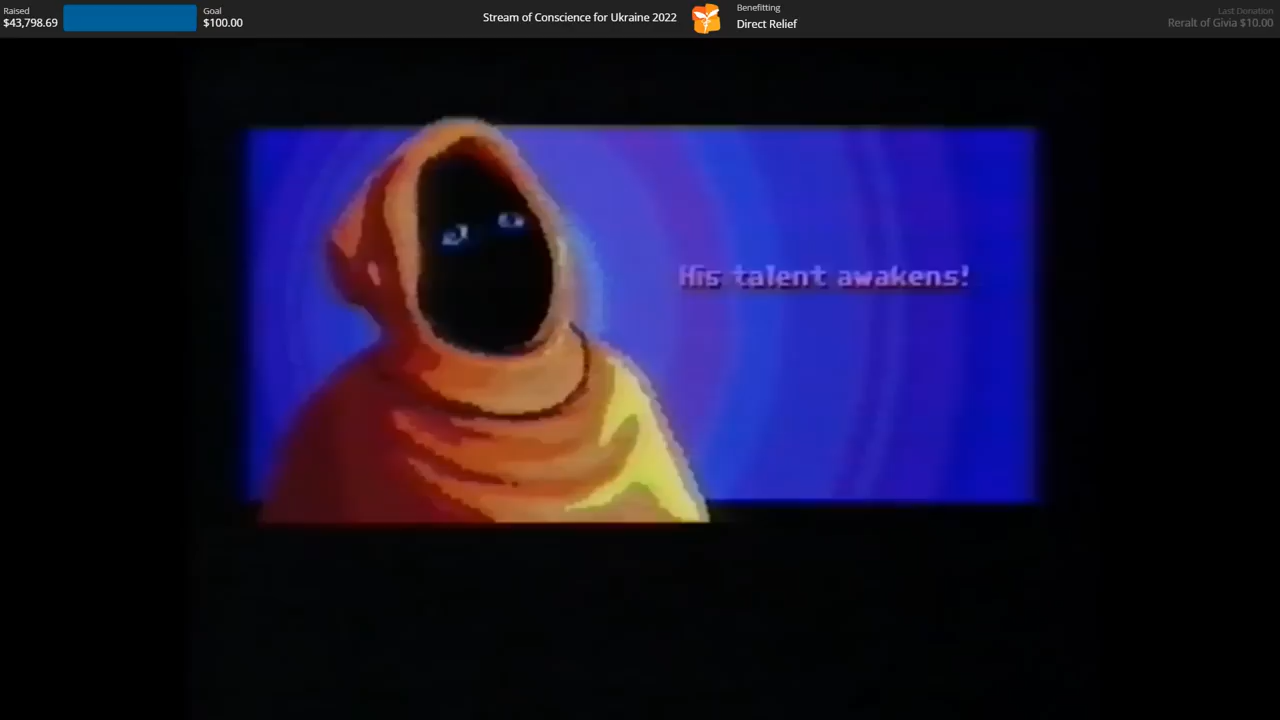 Raised
$43,798.69
Goal
$100.00
Stream of Conscience for Ukraine 2022
Benefitting
Direct Relief
Last Donation
Reralt of Givia $10.00
His talent awakens!